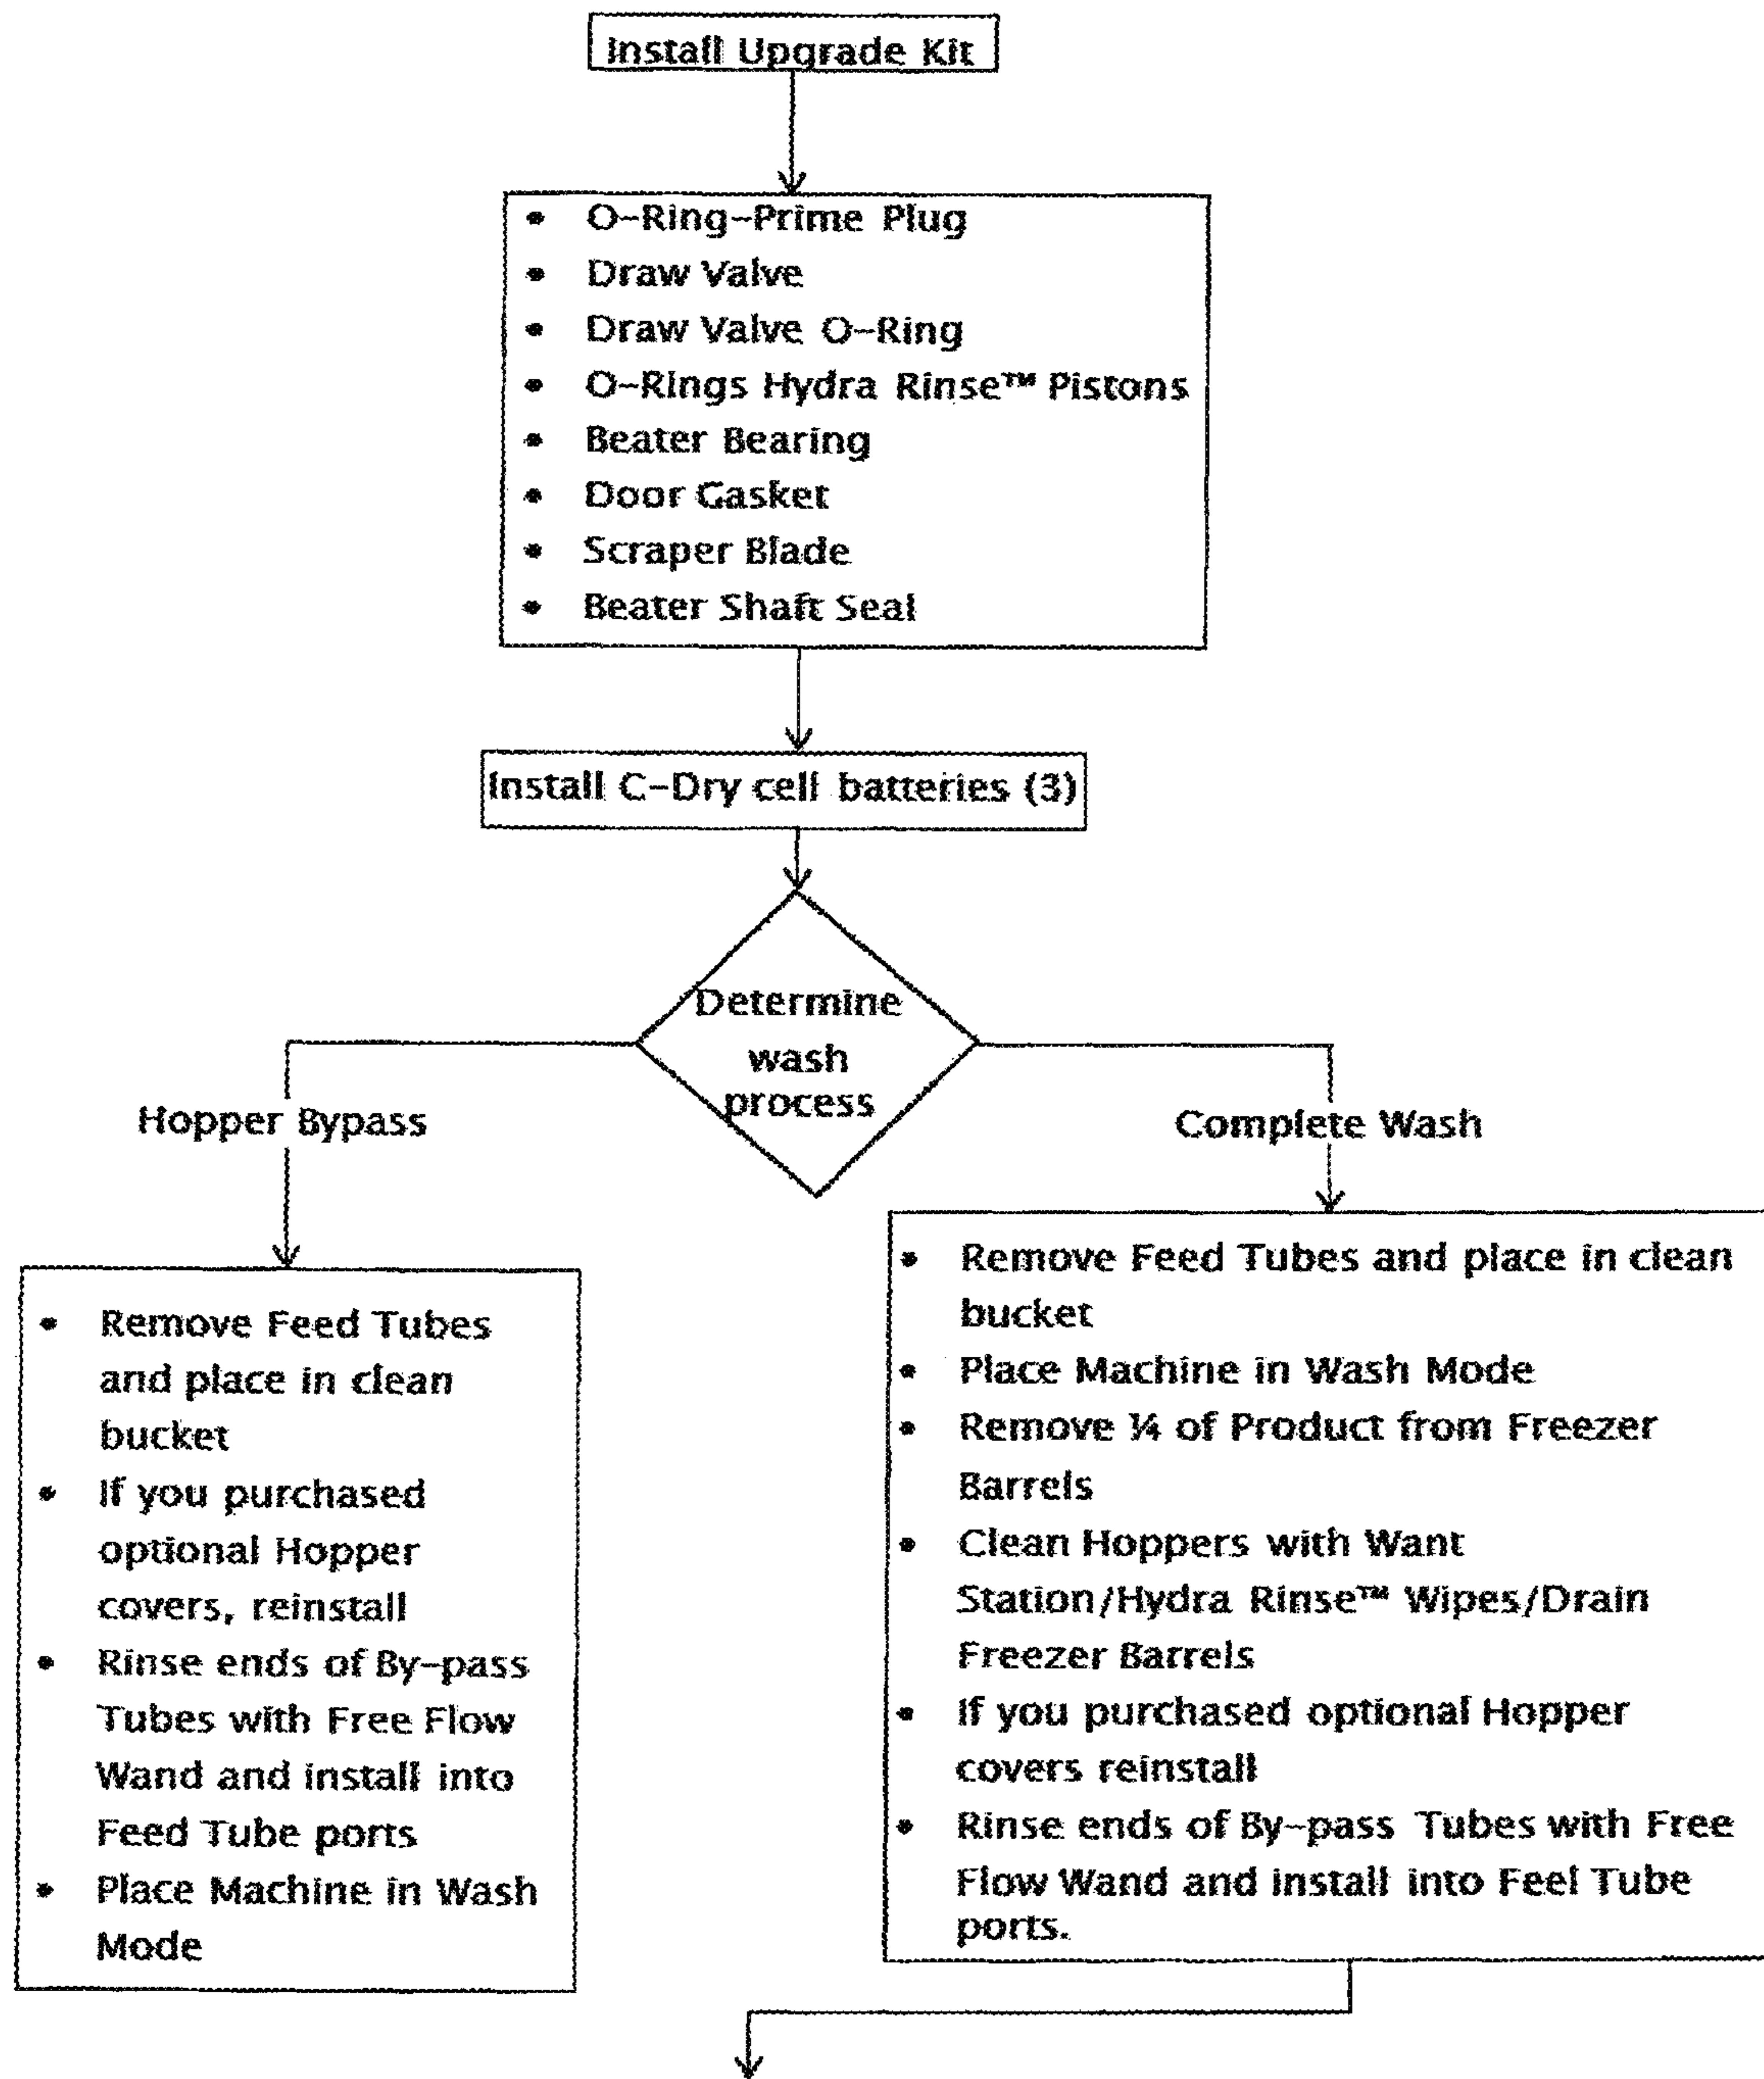 Install Upgrade Kit
• O-Ring-Prime Plug
• Draw Valve
• Draw Valve O-Ring
• O-Rings Hydra Rinse™ Pistons
• Beater Bearing
• Door Gasket
• Scraper Blade
• Beater Shaft Seal
Install C-Dry cell batteries (3)
Determine
wash
process
Hopper Bypass
Complete Wash
• Remove Feed Tubes
and place in clean
bucket
• If you purchased
optional Hopper
covers, reinstall
• Rinse ends of By-pass
Tubes with Free Flow
Wand and install into
Feed Tube ports
• Place Machine in Wash
Mode
• Remove Feed Tubes and place in clean
bucket
• Place Machine in Wash Mode
• Remove ¼ of Product from Freezer
Barrels
• Clean Hoppers with Want
Station/Hydra Rinse™ Wipes/Drain
Freezer Barrels
• If you purchased optional Hopper
covers reinstall
• Rinse ends of By-pass Tubes with Free
Flow Wand and install into Feel Tube
ports.